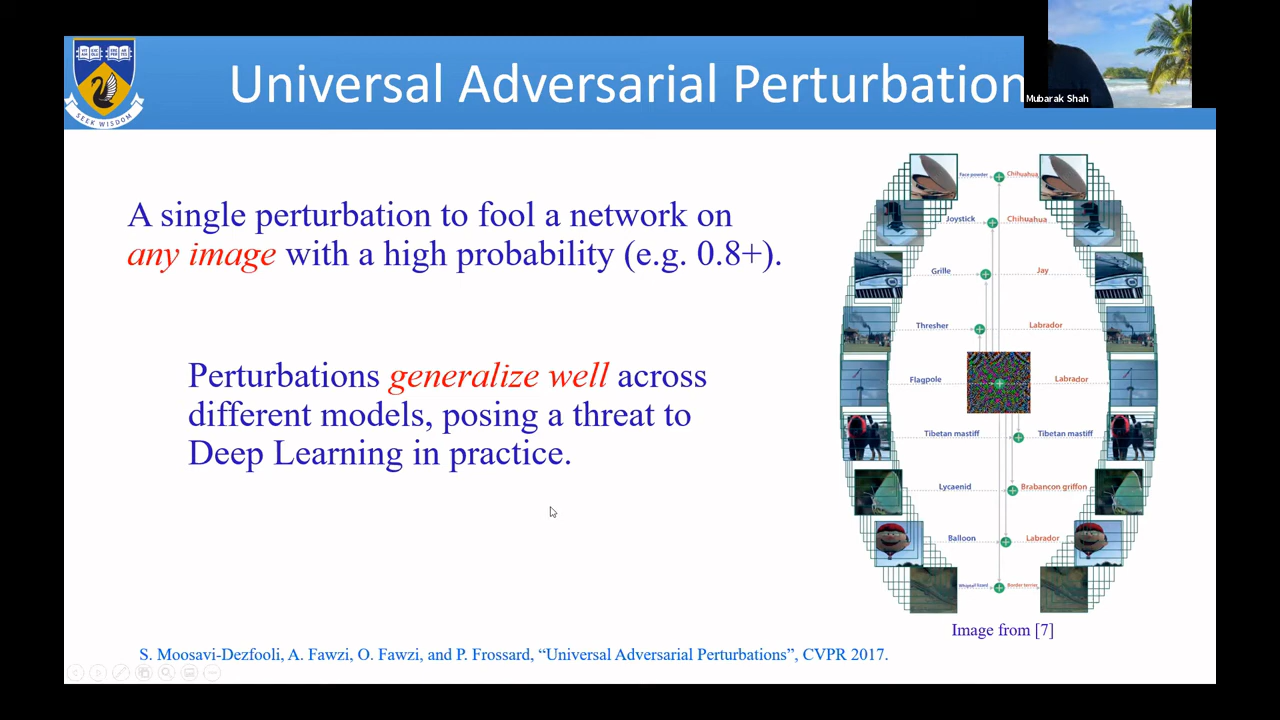 Universal Adversarial Perturbation
SEEK WISDOM
Mubarak Shah
A single perturbation to fool a network on
any image with a high probability (e.g. 0.8+).
Perturbations generalize well across
different models, posing a threat to
Deep Learning in practice.
Face powder Chihuahua
Joystick Chihuahua
Grille Jay
Thresher Labrador
Flagpole Labrador
Tibetan mastiff Tibetan mastiff
Lycaenid Brabancon griffon
Balloon Labrador
Whiptail lizard Border terrier
Image from [7]
S. Moosavi-Dezfooli, A. Fawzi, O. Fawzi, and P. Frossard, “Universal Adversarial Perturbations”, CVPR 2017.